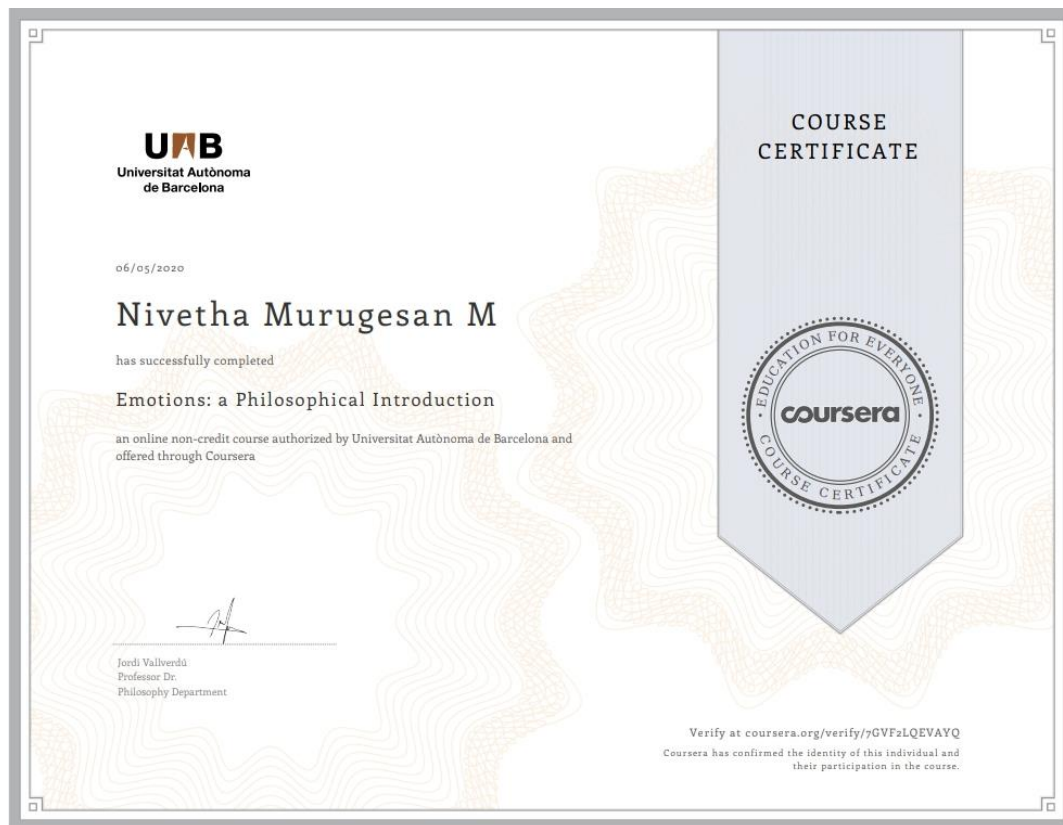 UAB
Universitat Autònoma
de Barcelona
06/05/2020
Nivetha Murugesan M
has successfully completed
Emotions: a Philosophical Introduction
an online non-credit course authorized by Universitat Autònoma de Barcelona and
offered through Coursera
Jordi Vallverdú
Professor Dr.
Philosophy Department
COURSE
CERTIFICATE
EDUCATION FOR EVERYONE
coursera
COURSE CERTIFICATE
Verify at coursera.org/verify/7GVF2LQEVAYQ
Coursera has confirmed the identity of this individual and
their participation in the course.